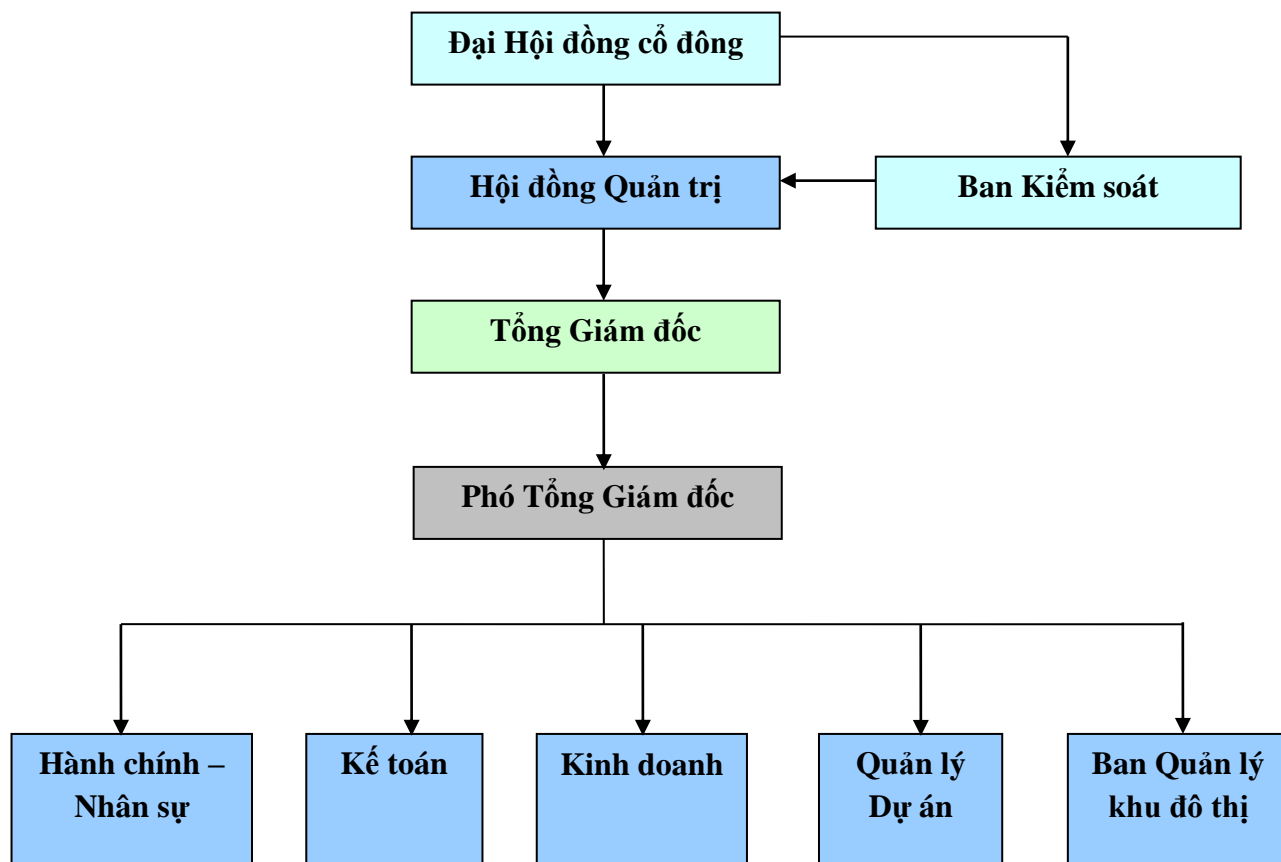 Đại Hội đồng cổ đông
Hội đồng Quản trị
Ban Kiểm soát
Tổng Giám đốc
Phó Tổng Giám đốc
Hành chính –
Nhân sự
Kế toán
Kinh doanh
Quản lý
Dự án
Ban Quản lý
khu đô thị